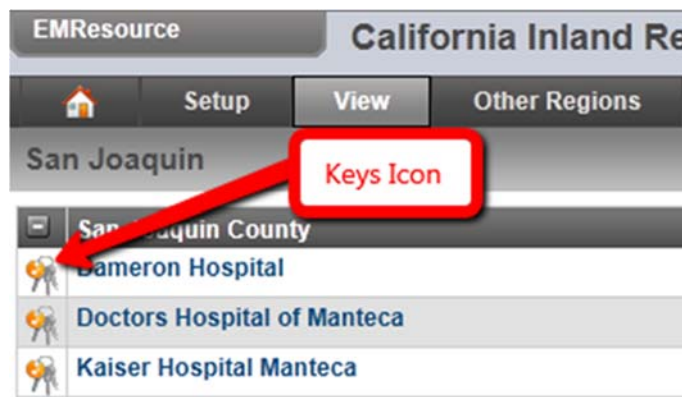 EMResource
California Inland Re
Setup
View
Other Regions
San Joaquin
Keys Icon
San Joaquin County
Dameron Hospital
Doctors Hospital of Manteca
Kaiser Hospital Manteca